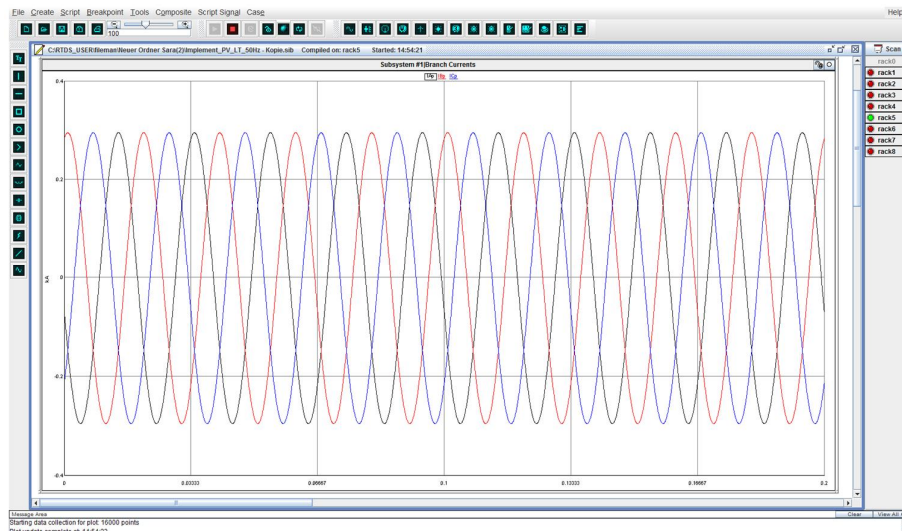 File Create Script Breakpoint Tools Composite Script Signal Case Help
100
C:\RTDS_USER\fileman\Neuer Ordner Sara(2)\Implement_PV_LT_50Hz - Kopie.sib Compiled on: rack5 Started: 14:54:21
Scan
Subsystem #1|Branch Currents
rack0
rack1
rack2
rack3
rack4
rack5
rack6
rack7
rack8
0.4
0.2
kA
0
-0.2
-0.4
0 0.03333 0.06667 0.1 0.13333 0.16667 0.2
Message Area Clear View All
Starting data collection for plot: 16000 points